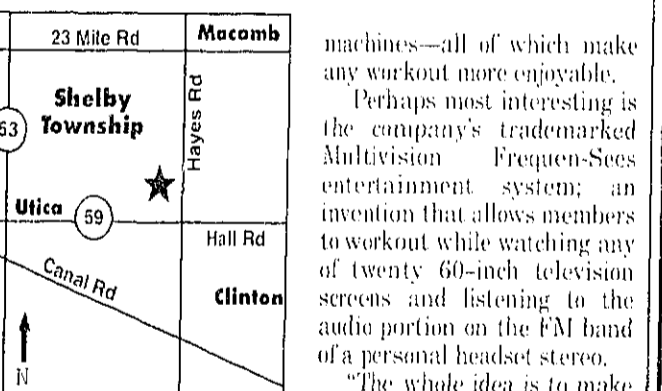 23 Mile Rd
Macomb
Shelby
Township
Hayes Rd
53
Utica
59
Hall Rd
Canal Rd
Clinton
N
machines—all of which make
any workout more enjoyable.
Perhaps most interesting is
the company's trademarked
Multivision Frequen-Sees
entertainment system; an
invention that allows members
to workout while watching any
of twenty 60-inch television
screens and listening to the
audio portion on the FM band
of a personal headset stereo.
"The whole idea is to make